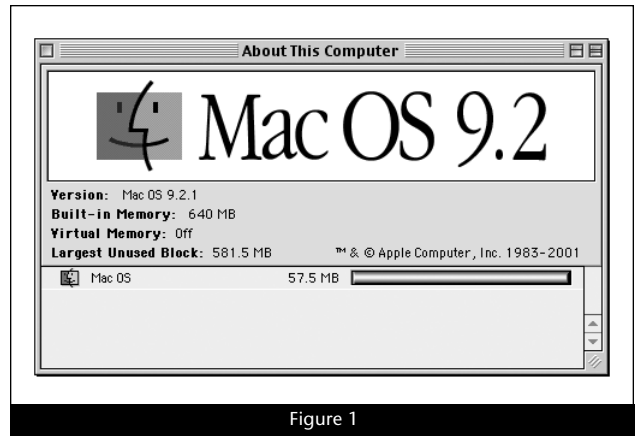 About This Computer
Mac OS 9.2
Version: Mac OS 9.2.1
Built-in Memory: 640 MB
Virtual Memory: Off
Largest Unused Block: 581.5 MB ™ & © Apple Computer, Inc. 1983-2001
Mac OS 57.5 MB
Figure 1